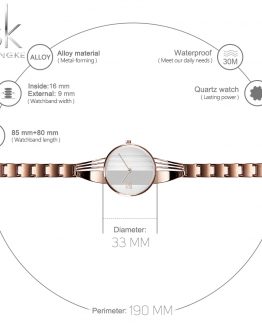 SK
ALLOY
Alloy material
( Metal-forming )
Waterproof
( Meet our daily needs )
30M
Inside:16 mm
External: 9 mm
( Watchband width )
Quartz watch
( Lasting power )
85 mm+80 mm
( Watchband length )
Diameter:
33 MM
Perimeter: 190 MM